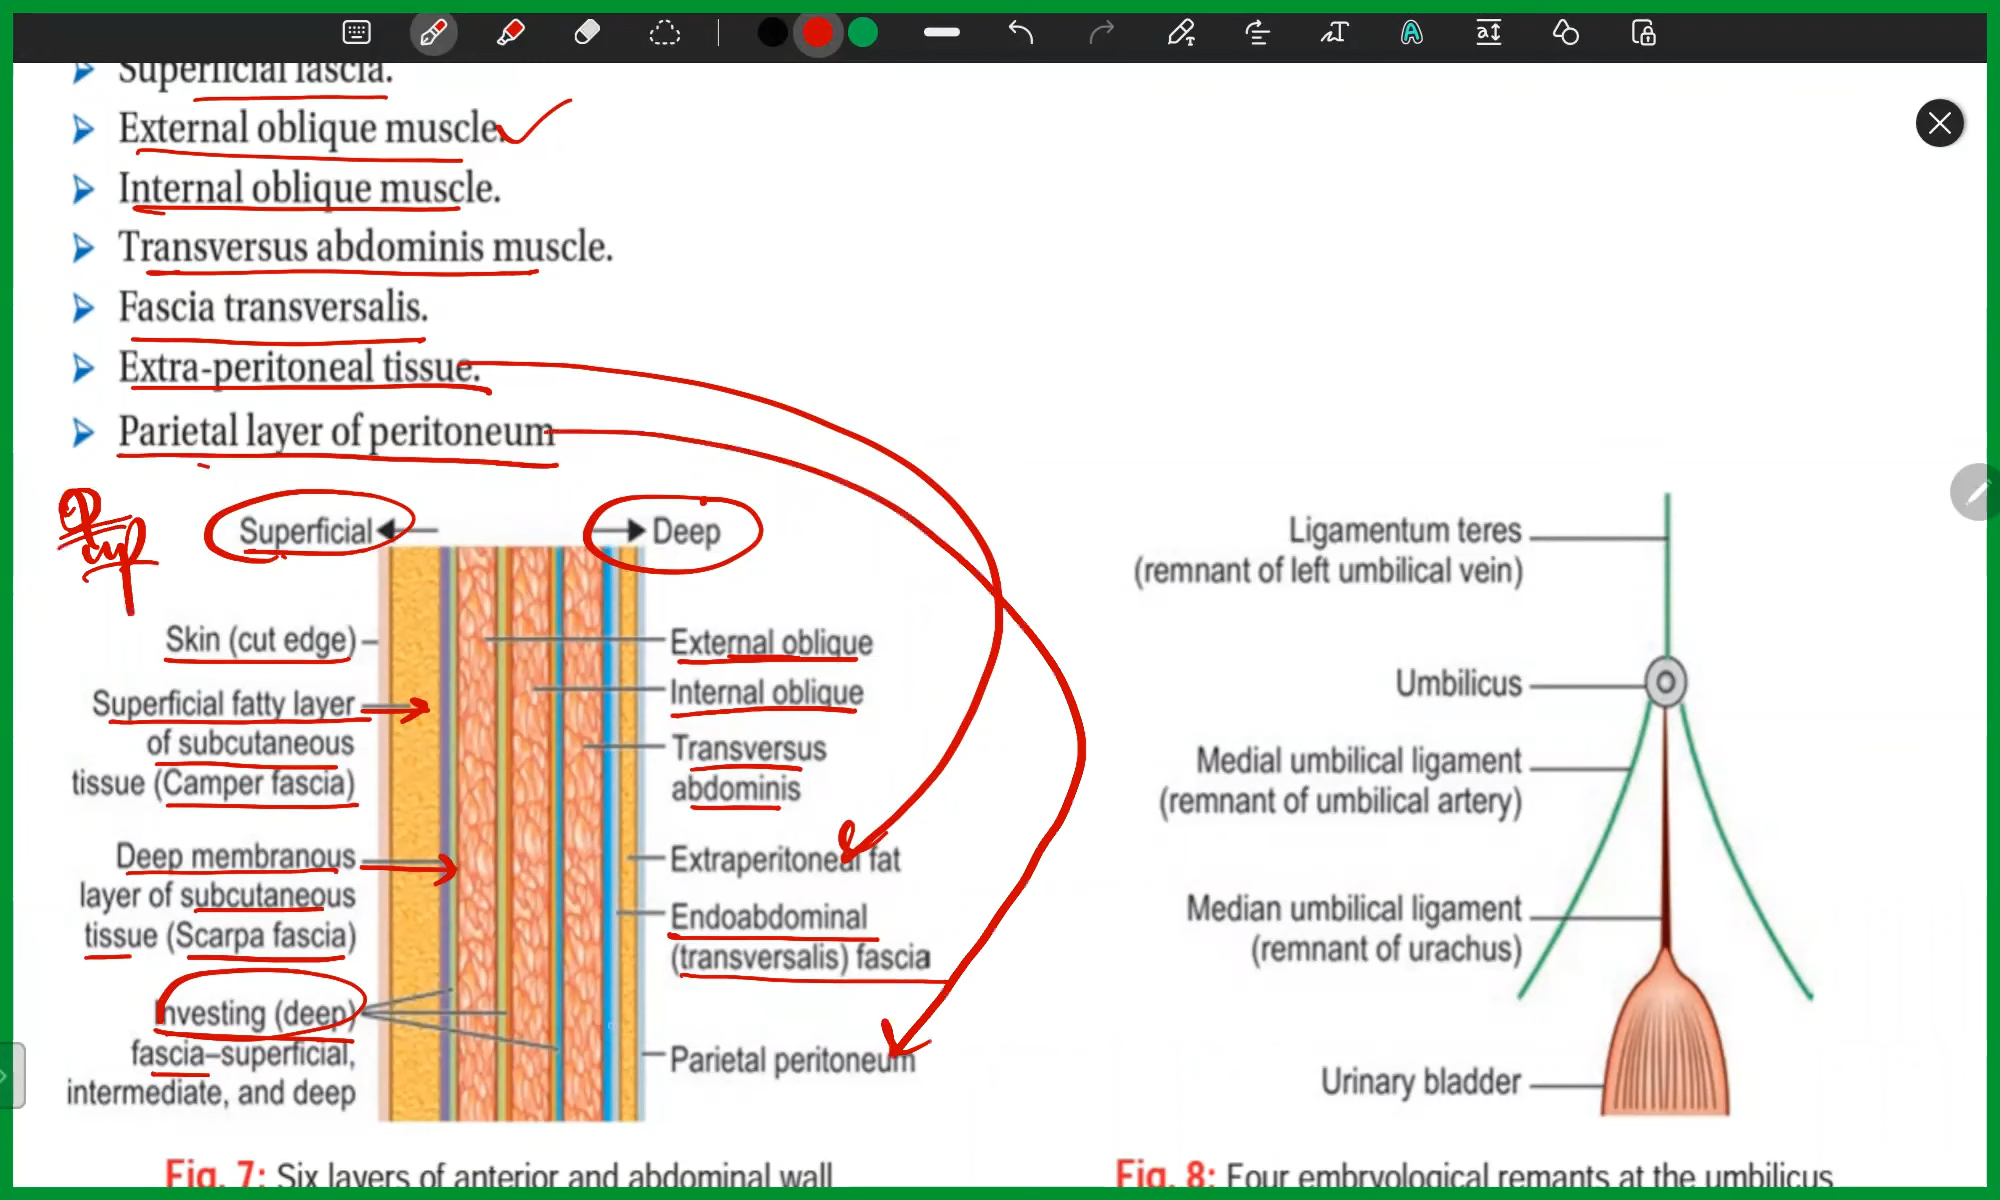 Superficial fascia.
External oblique muscle.
Internal oblique muscle.
Transversus abdominis muscle.
Fascia transversalis.
Extra-peritoneal tissue.
Parietal layer of peritoneum
Superficial
Deep
Skin (cut edge)
Superficial fatty layer
of subcutaneous
tissue (Camper fascia)
Deep membranous
layer of subcutaneous
tissue (Scarpa fascia)
Investing (deep)
fascia–superficial,
intermediate, and deep
External oblique
Internal oblique
Transversus
abdominis
Extraperitoneal fat
Endoabdominal
(transversalis) fascia
Parietal peritoneum
Fig. 7: Six layers of anterior and abdominal wall
Ligamentum teres
(remnant of left umbilical vein)
Umbilicus
Medial umbilical ligament
(remnant of umbilical artery)
Median umbilical ligament
(remnant of urachus)
Urinary bladder
Fig. 8: Four embryological remants at the umbilicus